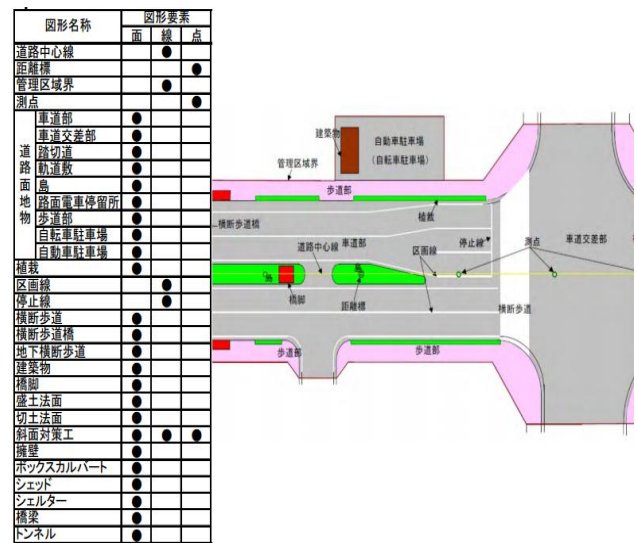 図形名称 図形要素
面 線 点
道路中心線 ●
距離標 ●
管理区域界 ●
測点 ●
道路面地物
車道部 ●
車道交差部 ●
踏切道 ●
軌道敷 ●
島 ●
路面電車停留所 ●
歩道部 ●
自転車駐車場 ●
自動車駐車場 ●
植栽 ●
区画線 ●
停止線 ●
横断歩道 ●
横断歩道橋 ●
地下横断歩道 ●
建築物 ●
橋脚 ●
盛土法面 ●
切土法面 ●
斜面対策工 ● ● ●
擁壁 ●
ボックスカルバート ●
シェッド ●
シェルター ●
橋梁 ●
トンネル ●
建築物
自動車駐車場
(自転車駐車場)
管理区域界
歩道部
植栽
横断歩道橋
車道部
道路中心線
区画線
停止線
測点
車道交差部
島
島
橋脚
距離標
横断歩道
歩道部
歩道部